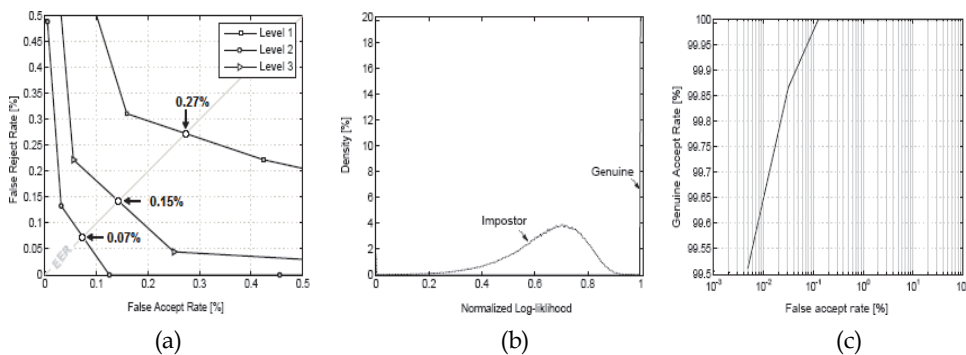 0.5
0.45
0.4
0.35
0.3
0.25
0.2
0.15
0.1
0.05
0
False Reject Rate [%]
Level 1
Level 2
Level 3
0.27%
0.15%
0.07%
EER
0 0.1 0.2 0.3 0.4 0.5
False Accept Rate [%]
(a)
20
18
16
14
12
10
8
6
4
2
0
Density [%]
Genuine
Impostor
0 0.2 0.4 0.6 0.8 1
Normalized Log-liklihood
(b)
100
99.95
99.9
99.85
99.8
99.75
99.7
99.65
99.6
99.55
99.5
Genuine Accept Rate [%]
10⁻³ 10⁻² 10⁻¹ 10⁰ 10¹ 10
False accept rate [%]
(c)